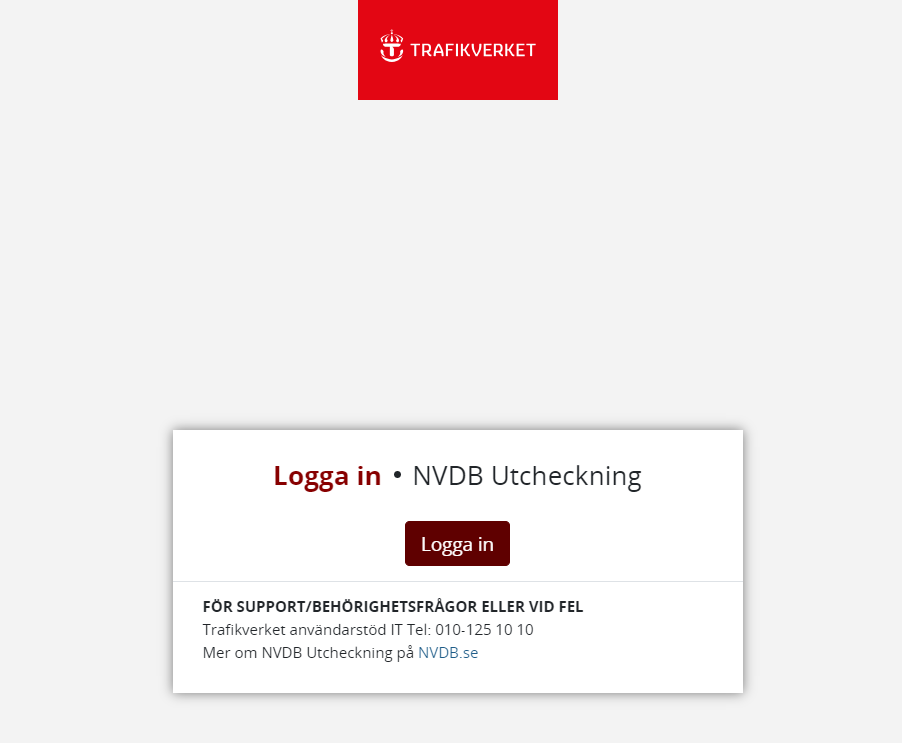 TRAFIKVERKET
Logga in • NVDB Utcheckning
Logga in
FÖR SUPPORT/BEHÖRIGHETSFRÅGOR ELLER VID FEL
Trafikverket användarstöd IT Tel: 010-125 10 10
Mer om NVDB Utcheckning på NVDB.se